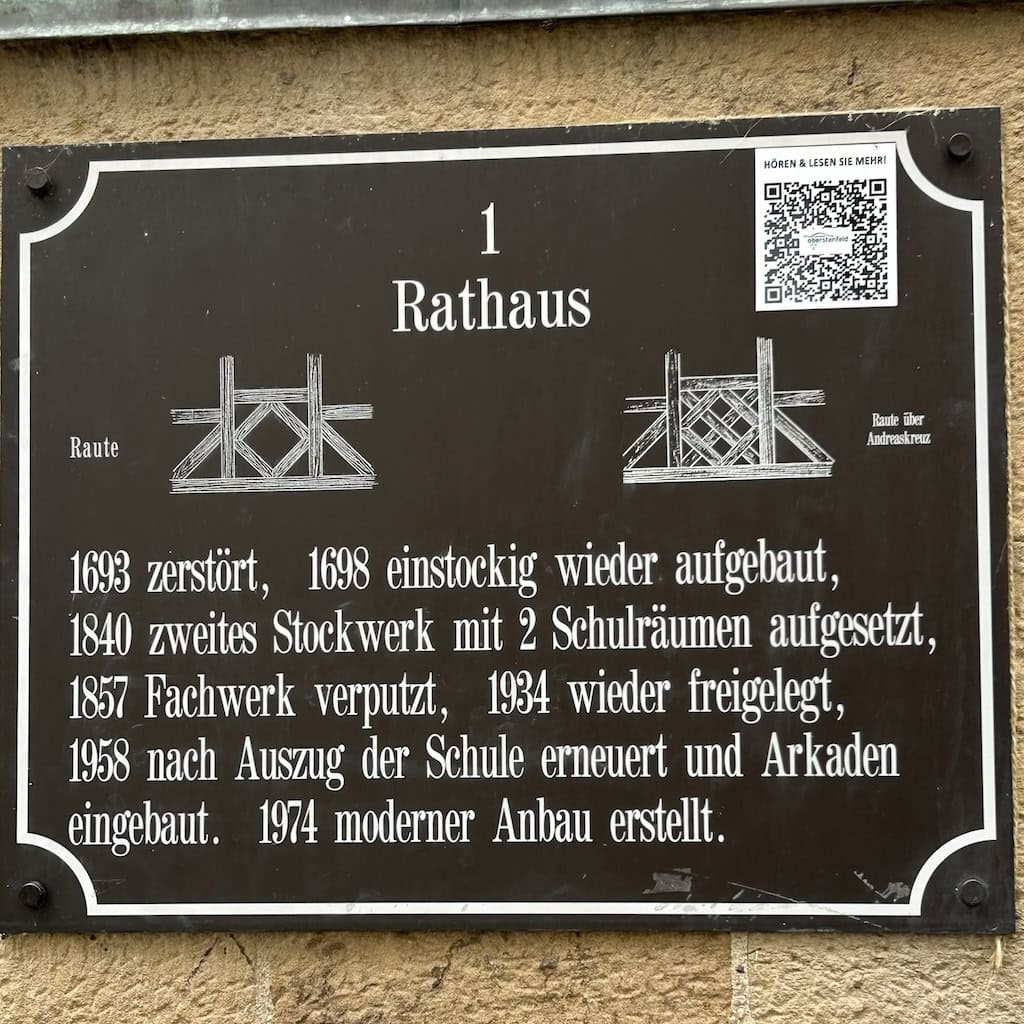 HÖREN & LESEN SIE MEHR!
oberstenfeld
1
Rathaus
Raute
Raute über
Andreaskreuz
1693 zerstört, 1698 einstockig wieder aufgebaut,
1840 zweites Stockwerk mit 2 Schulräumen aufgesetzt,
1857 Fachwerk verputzt, 1934 wieder freigelegt,
1958 nach Auszug der Schule erneuert und Arkaden
eingebaut. 1974 moderner Anbau erstellt.